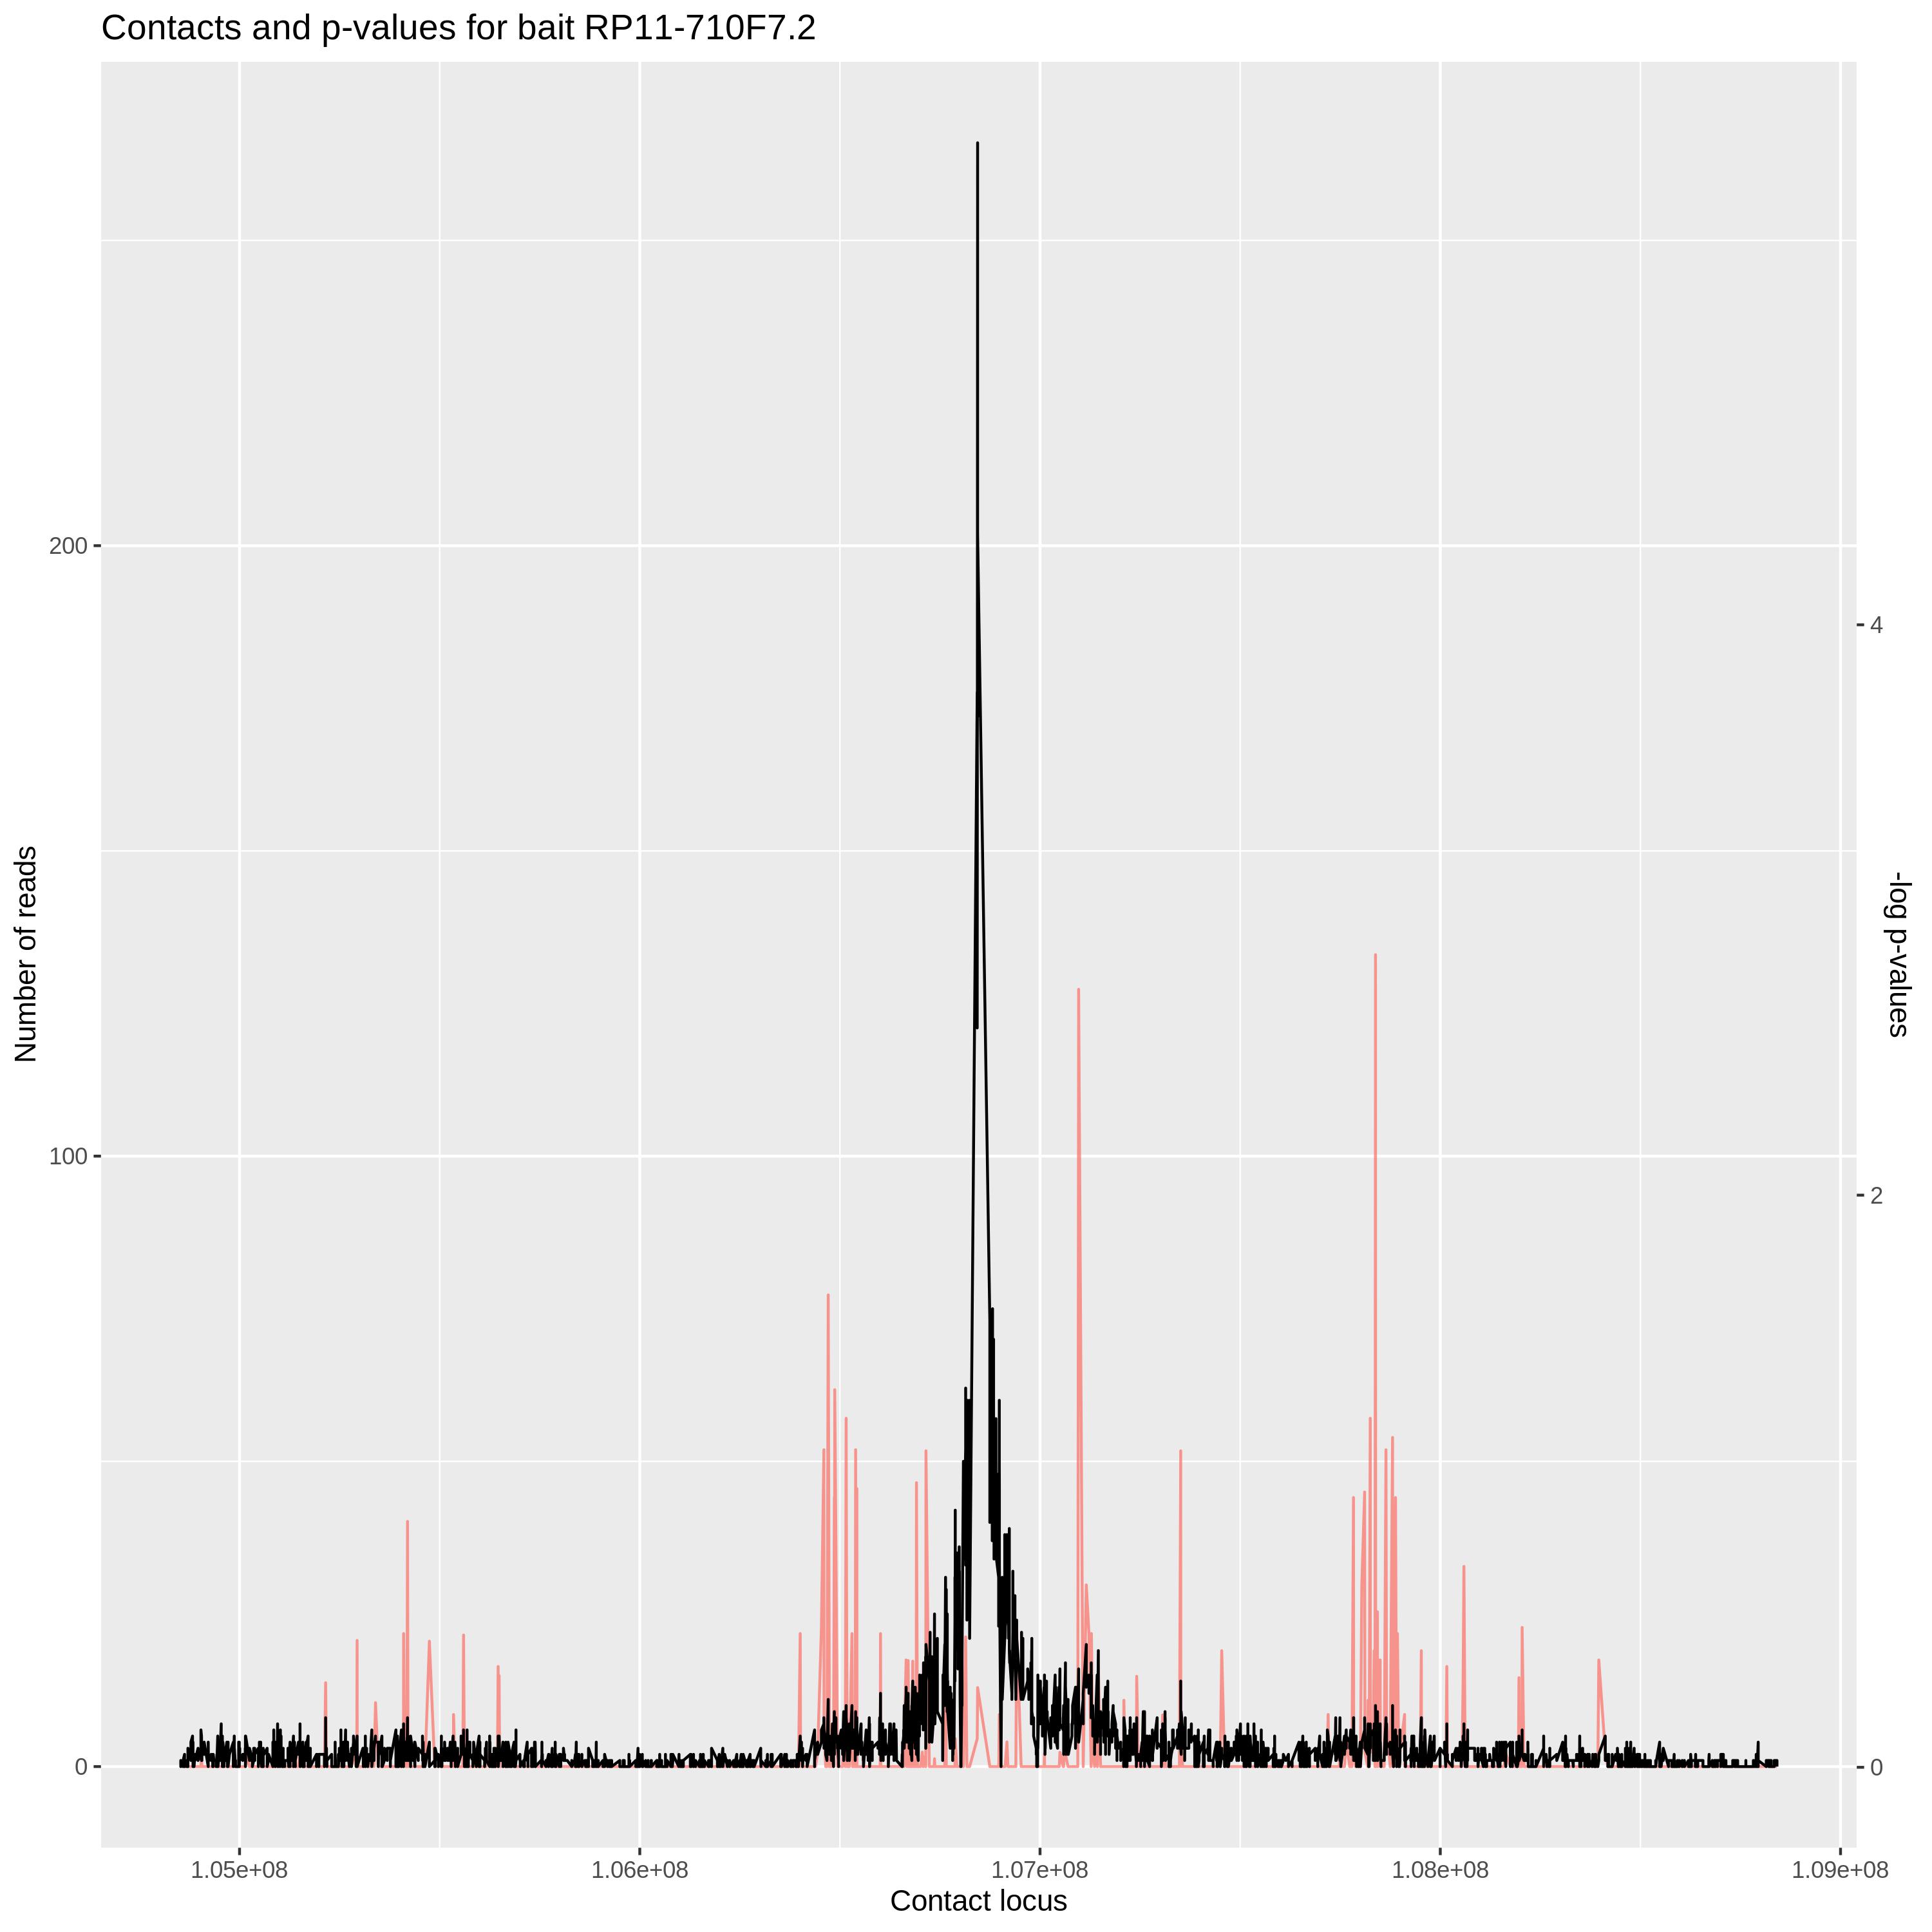 Contacts and p-values for bait RP11-710F7.2
Number of reads
200
100
0
4
2
0
-log p-values
1.05e+08
1.06e+08
1.07e+08
1.08e+08
1.09e+08
Contact locus